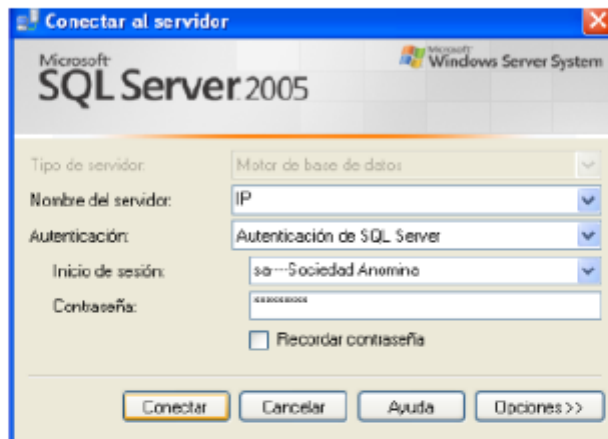 Conectar al servidor
Microsoft
SQL Server 2005
Microsoft
Windows Server System
Tipo de servidor: Motor de base de datos
Nombre del servidor: IP
Autenticación: Autenticación de SQL Server
Inicio de sesión: sa---Sociedad Anomina
Contraseña: *********
Recordar contraseña
Conectar Cancelar Ayuda Opciones >>